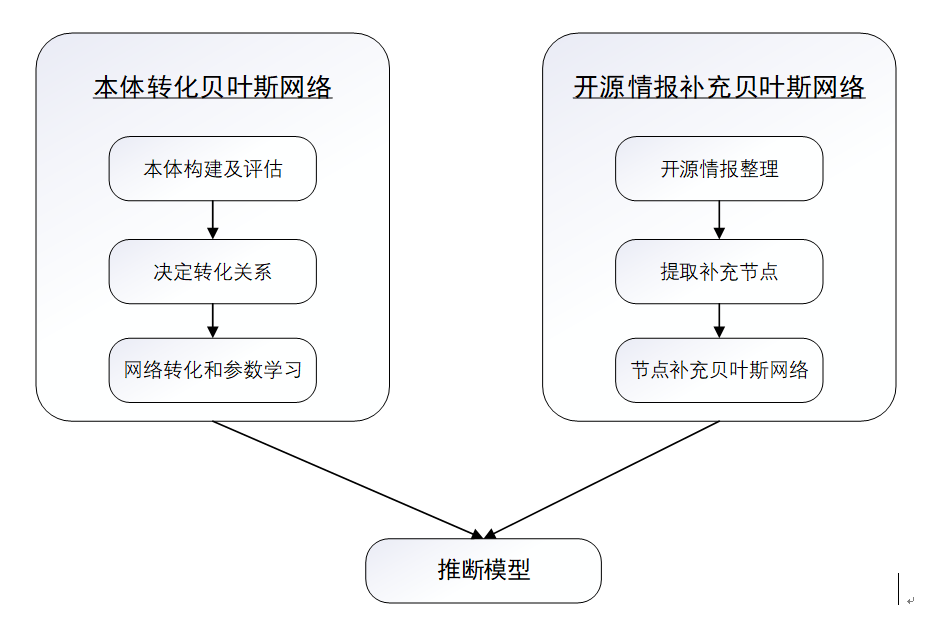 本体转化贝叶斯网络
本体构建及评估
决定转化关系
网络转化和参数学习
开源情报补充贝叶斯网络
开源情报整理
提取补充节点
节点补充贝叶斯网络
推断模型